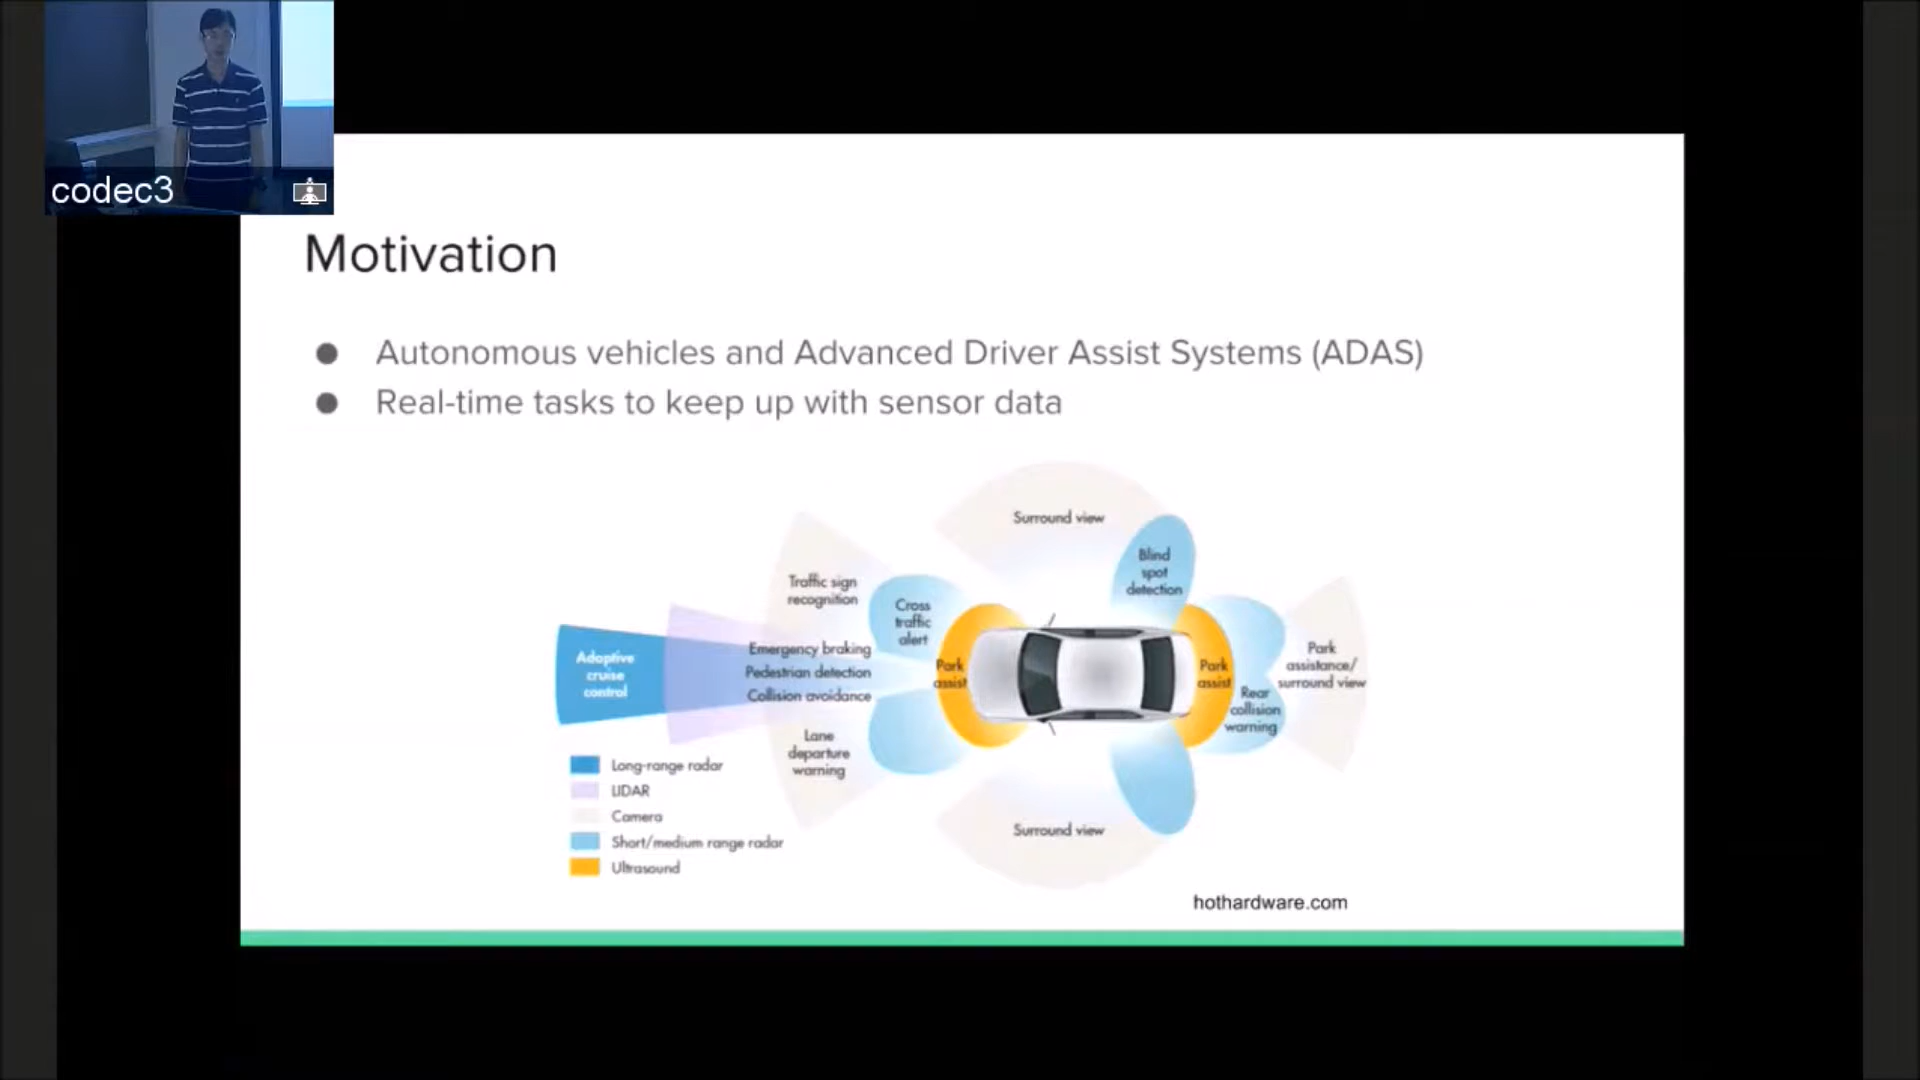 codec3
Motivation
● Autonomous vehicles and Advanced Driver Assist Systems (ADAS)
● Real-time tasks to keep up with sensor data
Surround view
Blind
spot
detection
Traffic sign
recognition
Cross
traffic
alert
Adaptive
cruise
control
Emergency braking
Pedestrian detection
Collision avoidance
Park
assist
Park
assist
Park
assistance/
surround view
Rear
collision
warning
Lane
departure
warning
Surround view
Long-range radar
LIDAR
Camera
Short/medium range radar
Ultrasound
hothardware.com